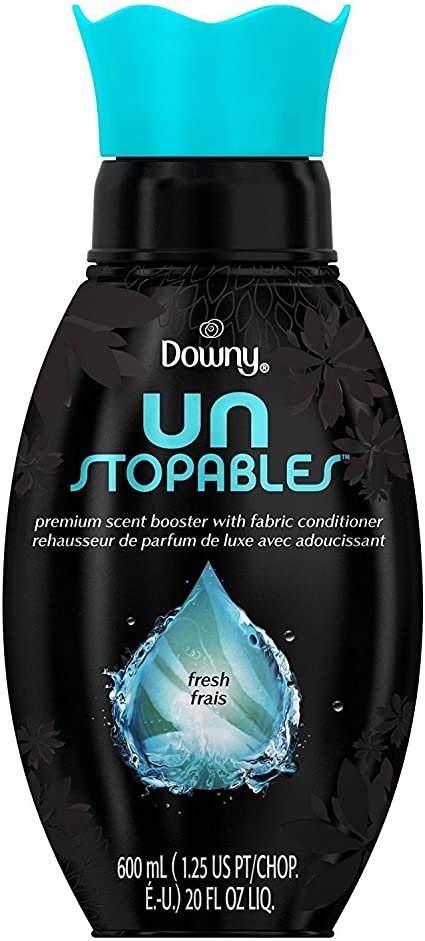 Downy®
UN
STOPABLES™
premium scent booster with fabric conditioner
rehausseur de parfum de luxe avec adoucissant
fresh
frais
600 mL ( 1.25 US PT/CHOP.
É.-U.) 20 FL OZ LIQ.